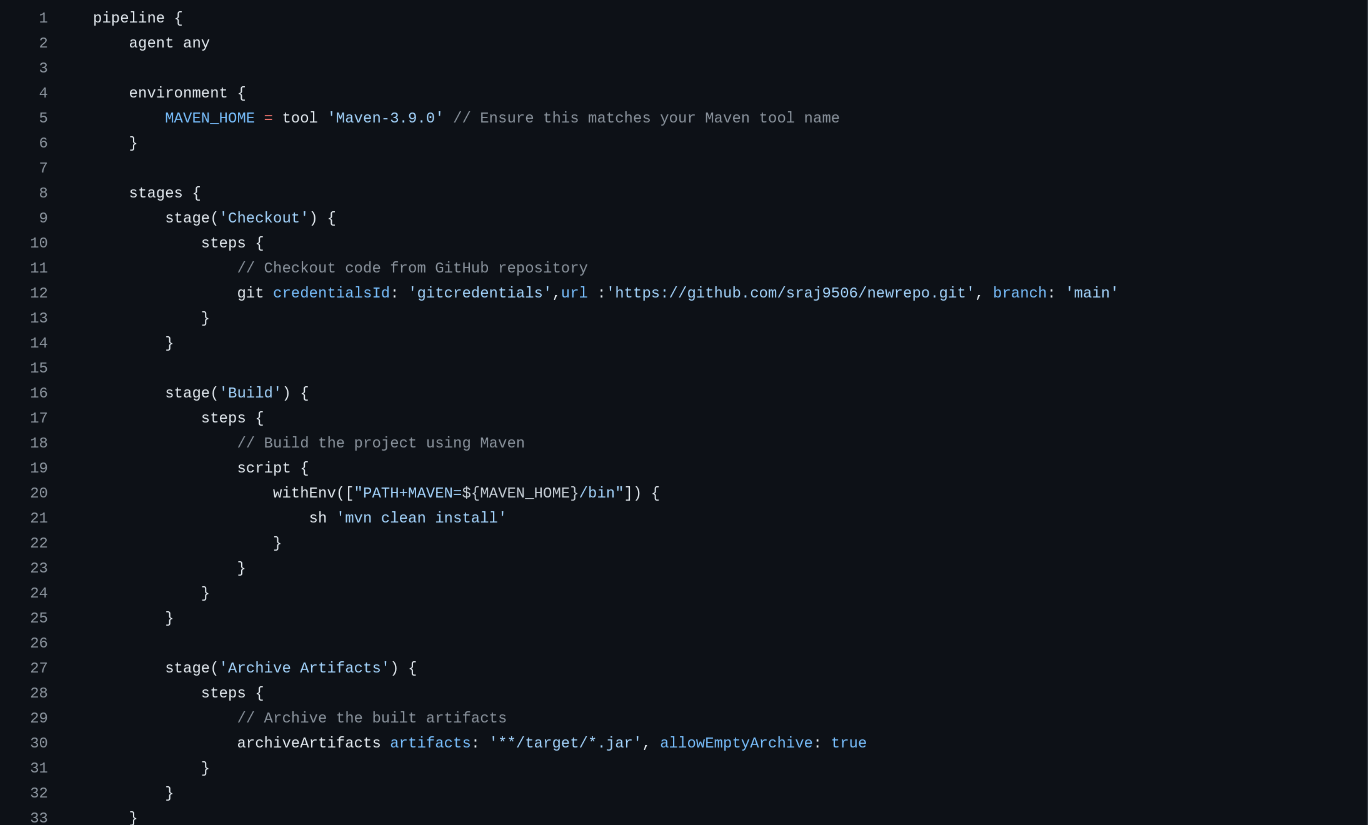 1 pipeline {
2     agent any
3
4     environment {
5         MAVEN_HOME = tool 'Maven-3.9.0' // Ensure this matches your Maven tool name
6     }
7
8     stages {
9         stage('Checkout') {
10             steps {
11                 // Checkout code from GitHub repository
12                 git credentialsId: 'gitcredentials',url :'https://github.com/sraj9506/newrepo.git', branch: 'main'
13             }
14         }
15
16         stage('Build') {
17             steps {
18                 // Build the project using Maven
19                 script {
20                     withEnv(["PATH+MAVEN=${MAVEN_HOME}/bin"]) {
21                         sh 'mvn clean install'
22                     }
23                 }
24             }
25         }
26
27         stage('Archive Artifacts') {
28             steps {
29                 // Archive the built artifacts
30                 archiveArtifacts artifacts: '**/target/*.jar', allowEmptyArchive: true
31             }
32         }
33     }